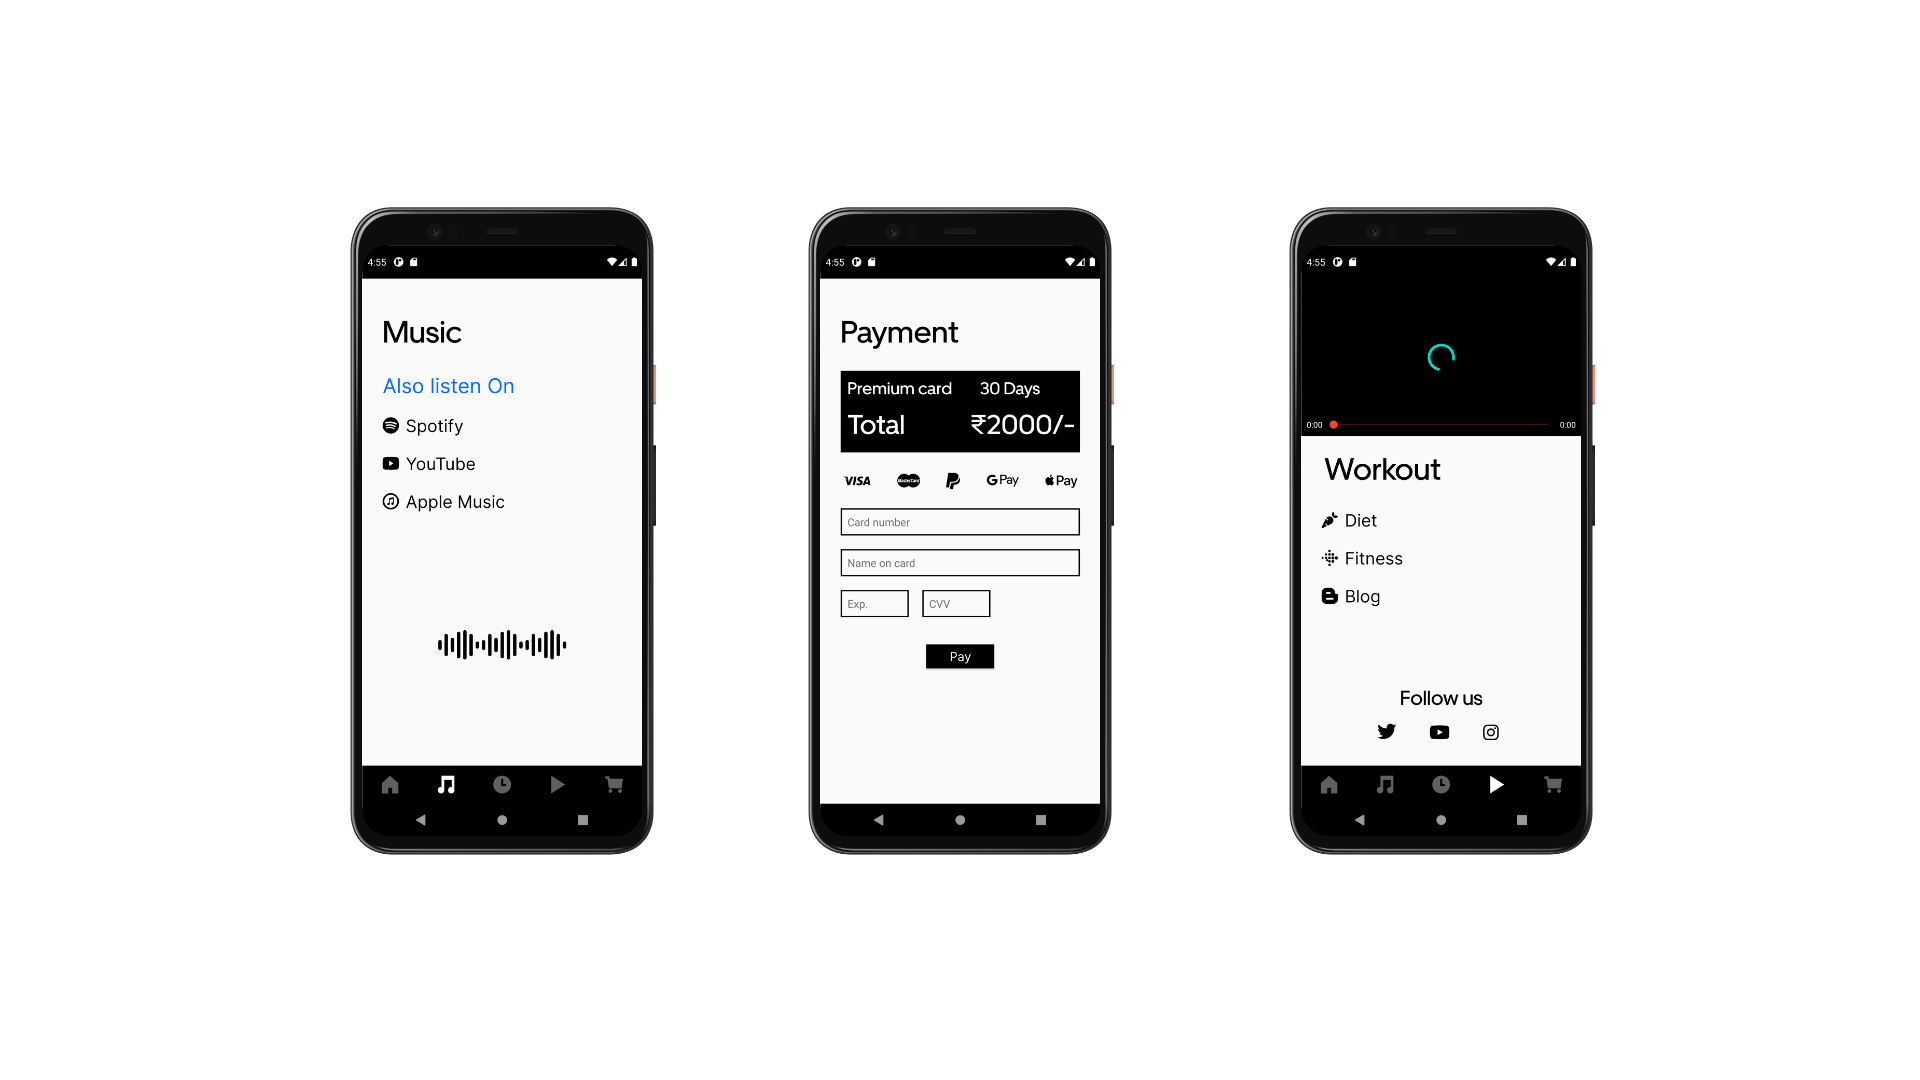 4:55
Music
Also listen On
Spotify
YouTube
Apple Music
4:55
Payment
Premium card 30 Days
Total ₹2000/-
VISA MasterCard G Pay Pay
Card number
Name on card
Exp. CVV
Pay
4:55
0:00 0:00
Workout
Diet
Fitness
Blog
Follow us